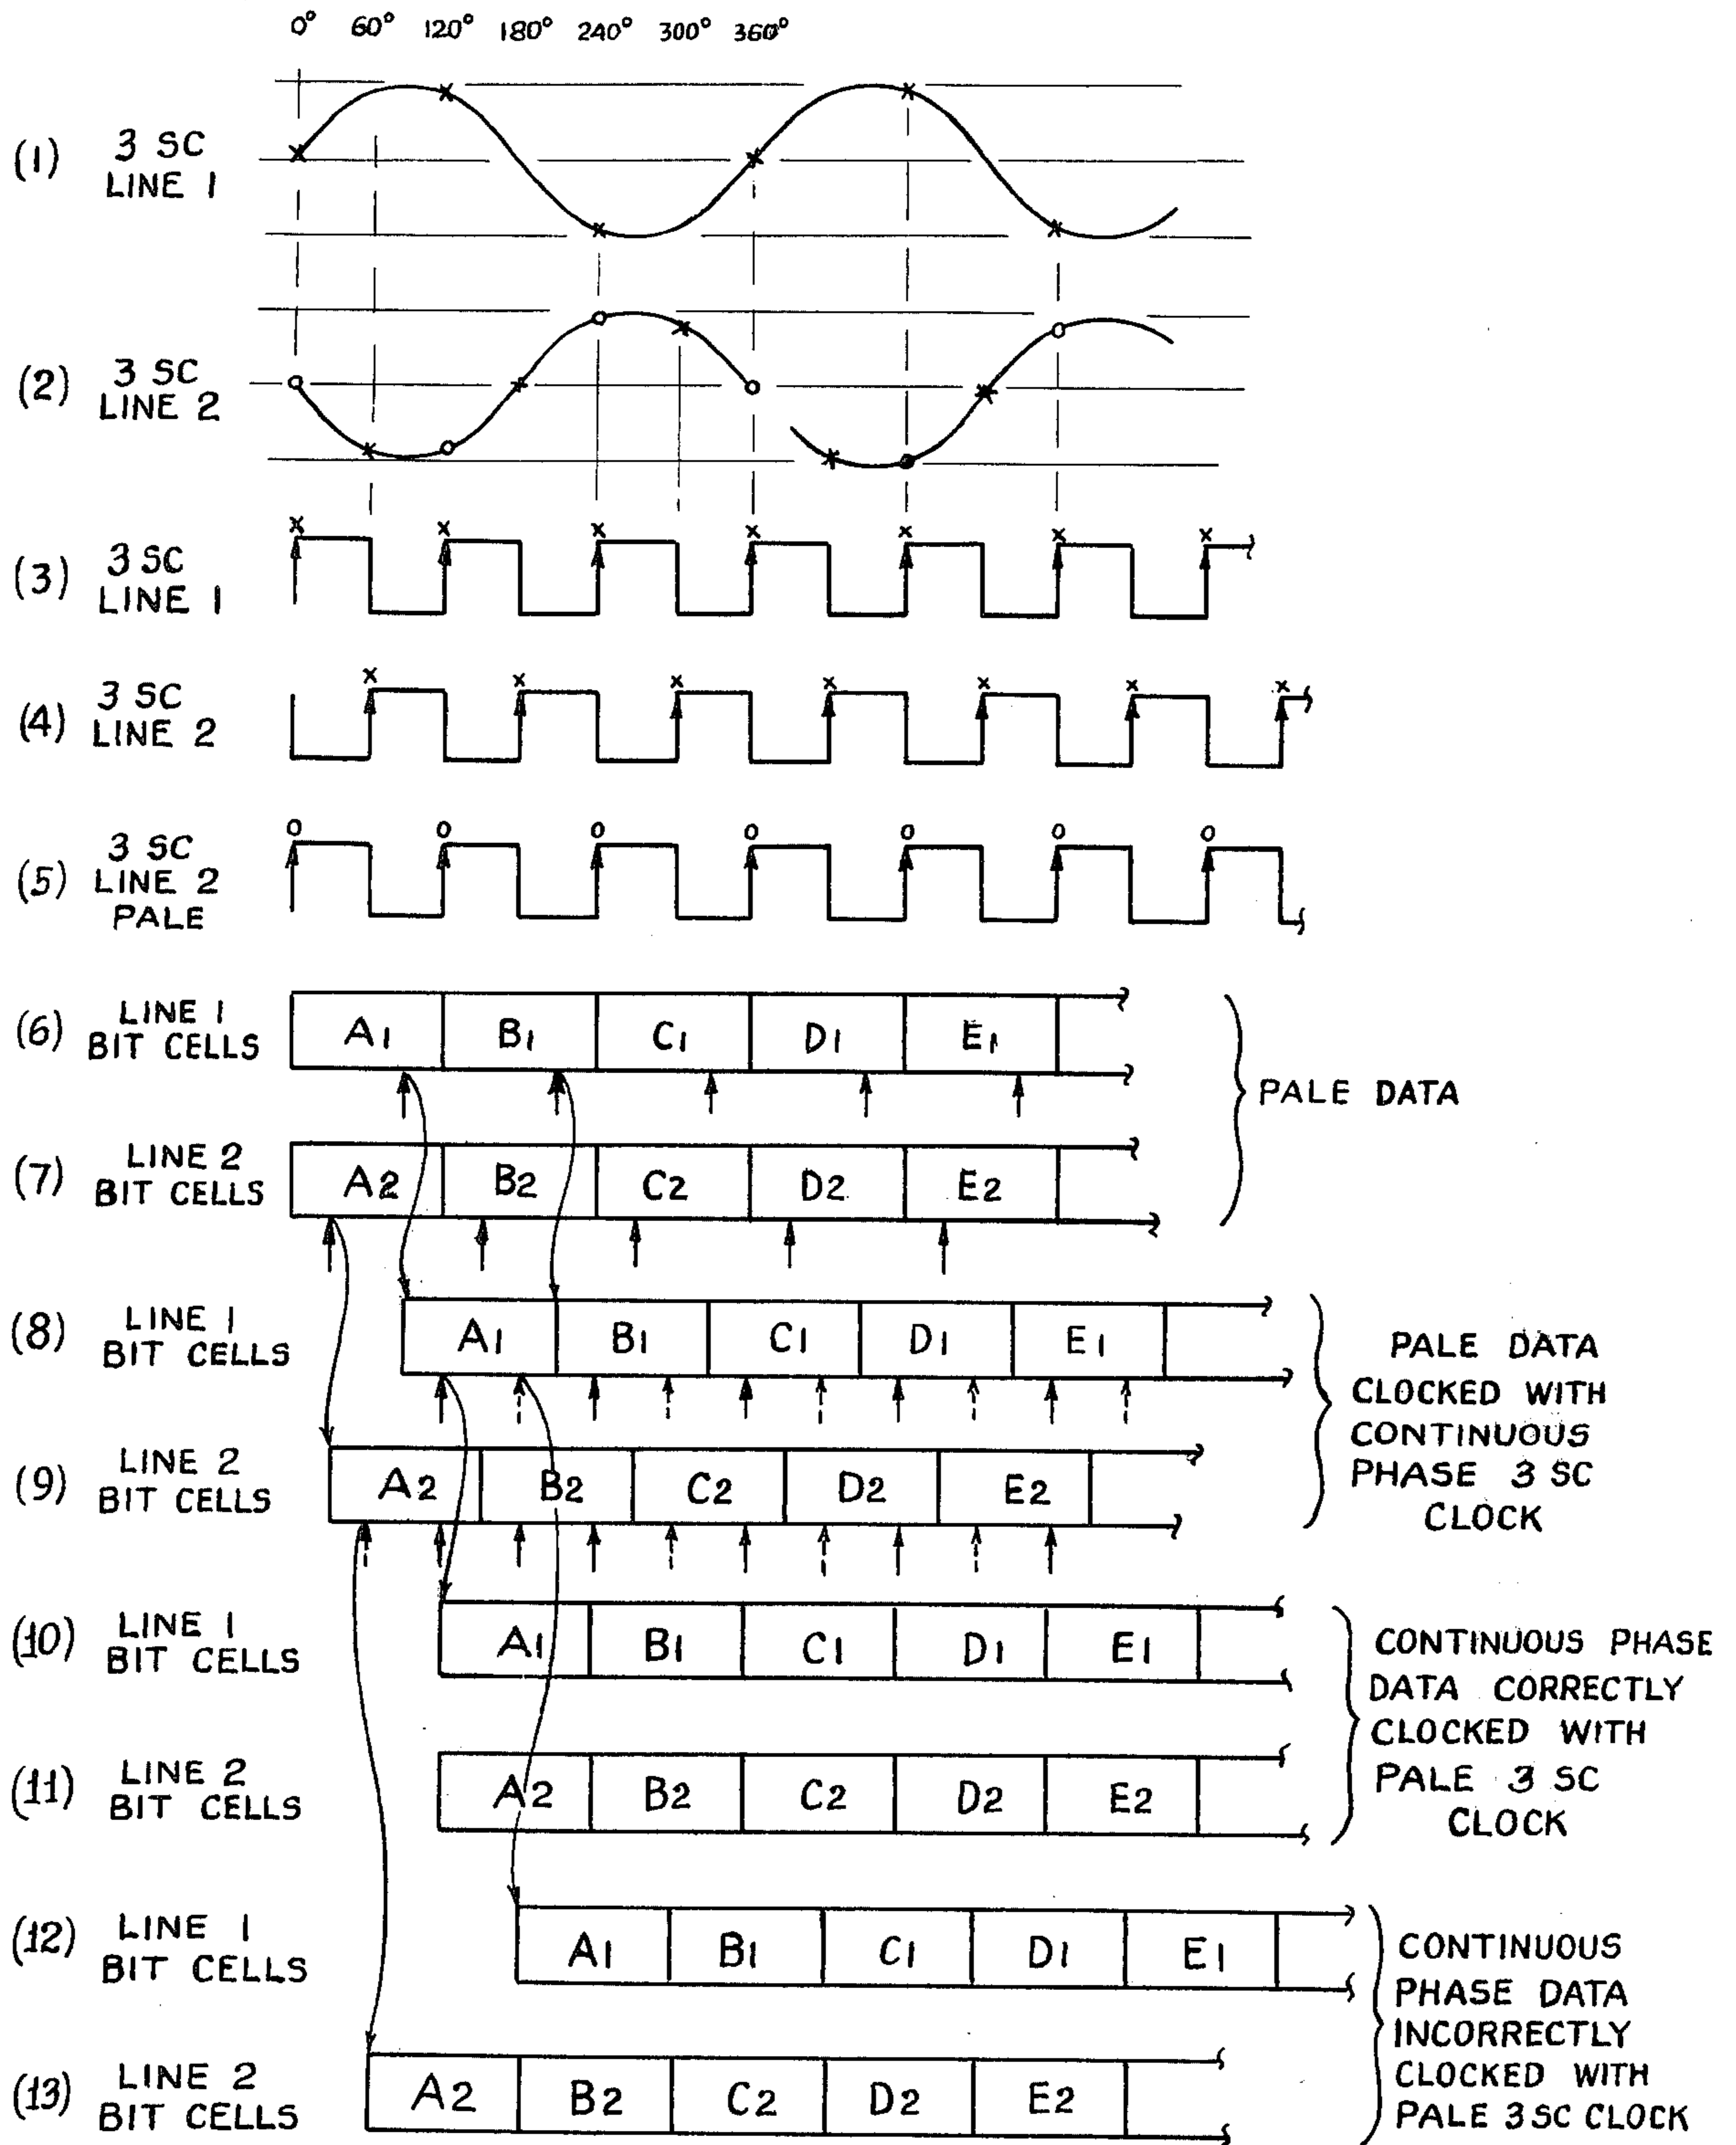 0° 60° 120° 180° 240° 300° 360°
(1) 3 SC
LINE 1
(2) 3 SC
LINE 2
(3) 3 SC
LINE 1
(4) 3 SC
LINE 2
(5) 3 SC
LINE 2
PALE
(6) LINE 1
BIT CELLS
A1 B1 C1 D1 E1
(7) LINE 2
BIT CELLS
A2 B2 C2 D2 E2
PALE DATA
(8) LINE 1
BIT CELLS
A1 B1 C1 D1 E1
(9) LINE 2
BIT CELLS
A2 B2 C2 D2 E2
PALE DATA
CLOCKED WITH
CONTINUOUS
PHASE 3 SC
CLOCK
(10) LINE 1
BIT CELLS
A1 B1 C1 D1 E1
(11) LINE 2
BIT CELLS
A2 B2 C2 D2 E2
CONTINUOUS PHASE
DATA CORRECTLY
CLOCKED WITH
PALE 3 SC
CLOCK
(12) LINE 1
BIT CELLS
A1 B1 C1 D1 E1
(13) LINE 2
BIT CELLS
A2 B2 C2 D2 E2
CONTINUOUS
PHASE DATA
INCORRECTLY
CLOCKED WITH
PALE 3SC CLOCK